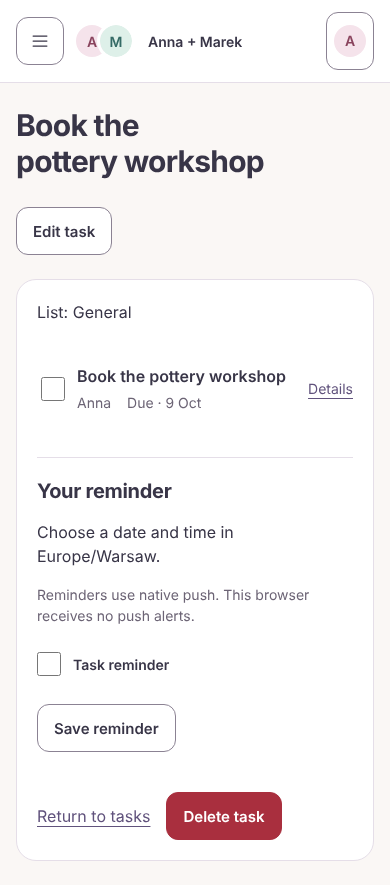 A M Anna + Marek A
Book the
pottery workshop
Edit task
List: General
Book the pottery workshop
Anna Due · 9 Oct
Details
Your reminder
Choose a date and time in
Europe/Warsaw.
Reminders use native push. This browser
receives no push alerts.
Task reminder
Save reminder
Return to tasks Delete task